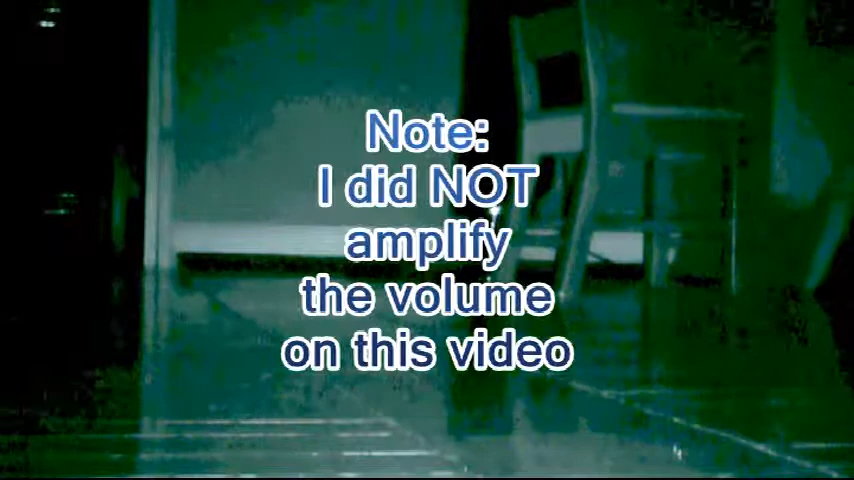 Note:
I did NOT
amplify
the volume
on this video